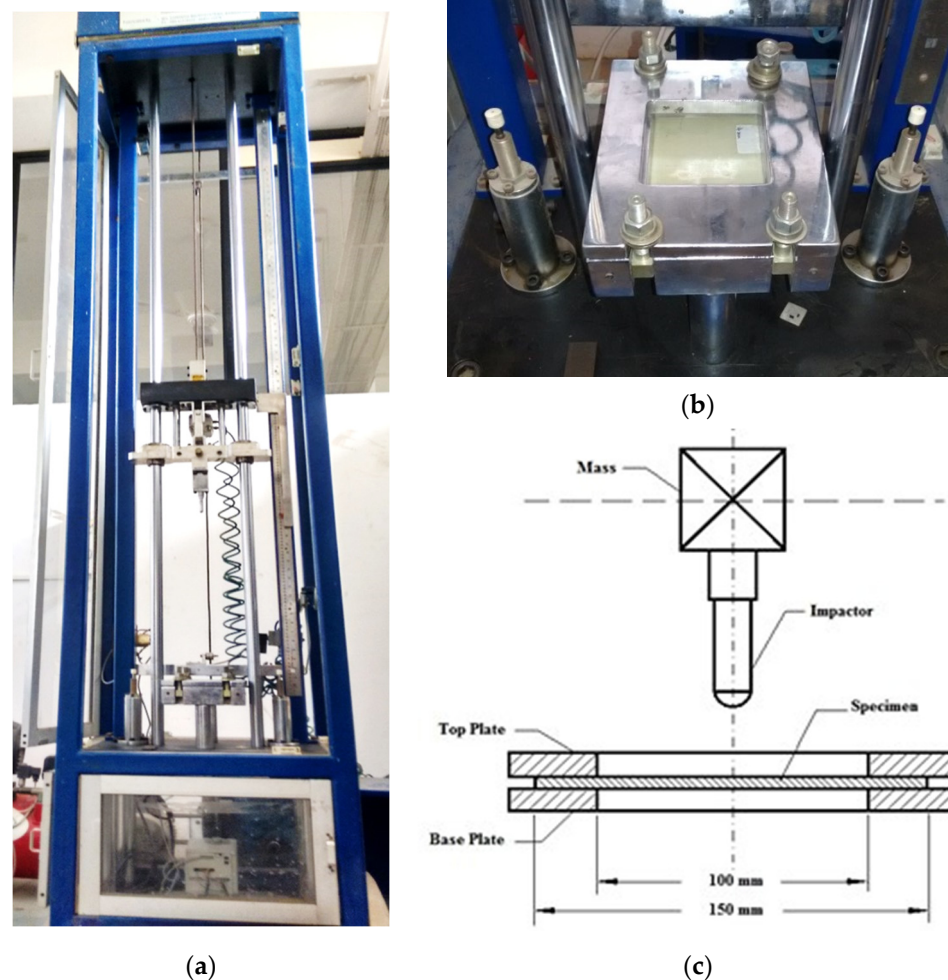 (b)
Mass
Impactor
Specimen
Top Plate
Base Plate
100 mm
150 mm
(a)
(c)